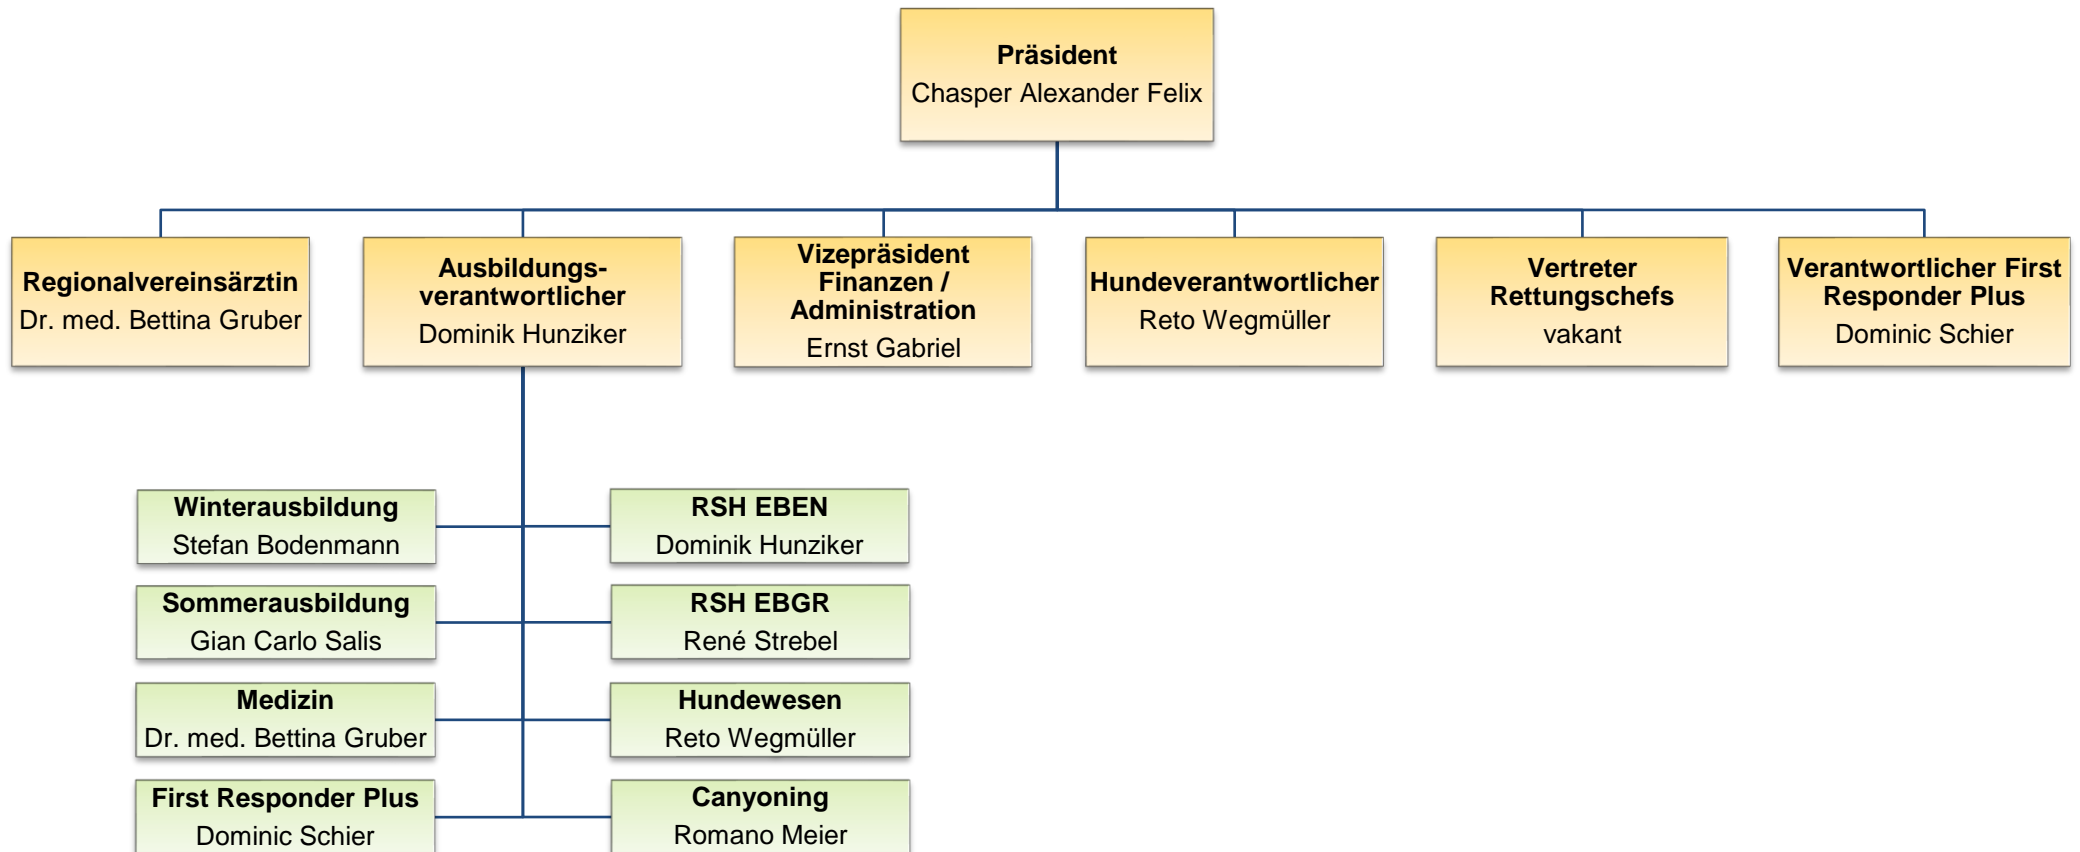 Präsident
Chasper Alexander Felix
Regionalvereinsärztin
Dr. med. Bettina Gruber
Ausbildungs-
verantwortlicher
Dominik Hunziker
Vizepräsident
Finanzen /
Administration
Ernst Gabriel
Hundeverantwortlicher
Reto Wegmüller
Vertreter
Rettungschefs
vakant
Verantwortlicher First
Responder Plus
Dominic Schier
Winterausbildung
Stefan Bodenmann
RSH EBEN
Dominik Hunziker
Sommerausbildung
Gian Carlo Salis
RSH EBGR
René Strebel
Medizin
Dr. med. Bettina Gruber
Hundewesen
Reto Wegmüller
First Responder Plus
Dominic Schier
Canyoning
Romano Meier